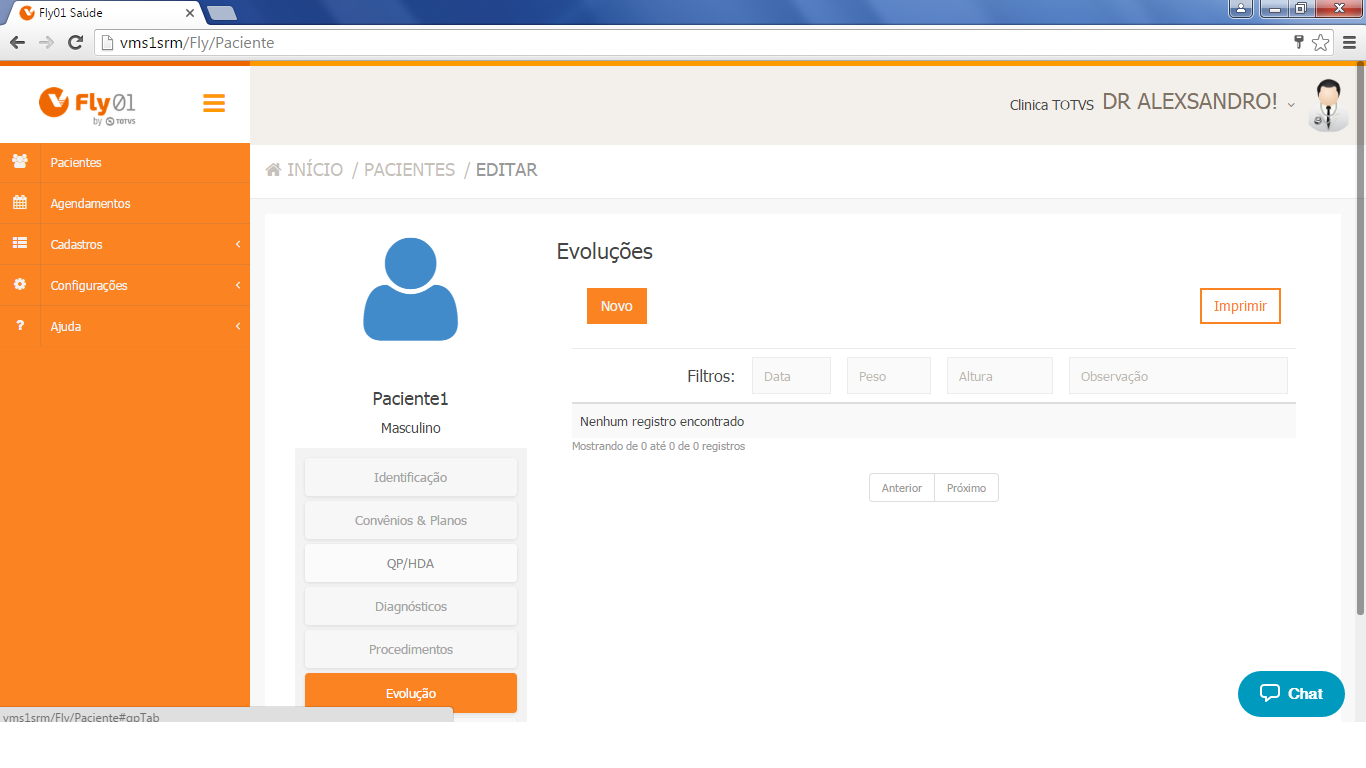 Fly01 Saúde
vms1srm/Fly/Paciente
Fly01
by TOTVS
Clinica TOTVS DR ALEXSANDRO!
Pacientes
Agendamentos
Cadastros
Configurações
Ajuda
INÍCIO / PACIENTES / EDITAR
Paciente1
Masculino
Identificação
Convênios & Planos
QP/HDA
Diagnósticos
Procedimentos
Evolução
Evoluções
Novo
Imprimir
Filtros: Data Peso Altura Observação
Nenhum registro encontrado
Mostrando de 0 até 0 de 0 registros
Anterior Próximo
Chat
vms1srm/Fly/Paciente#qpTab